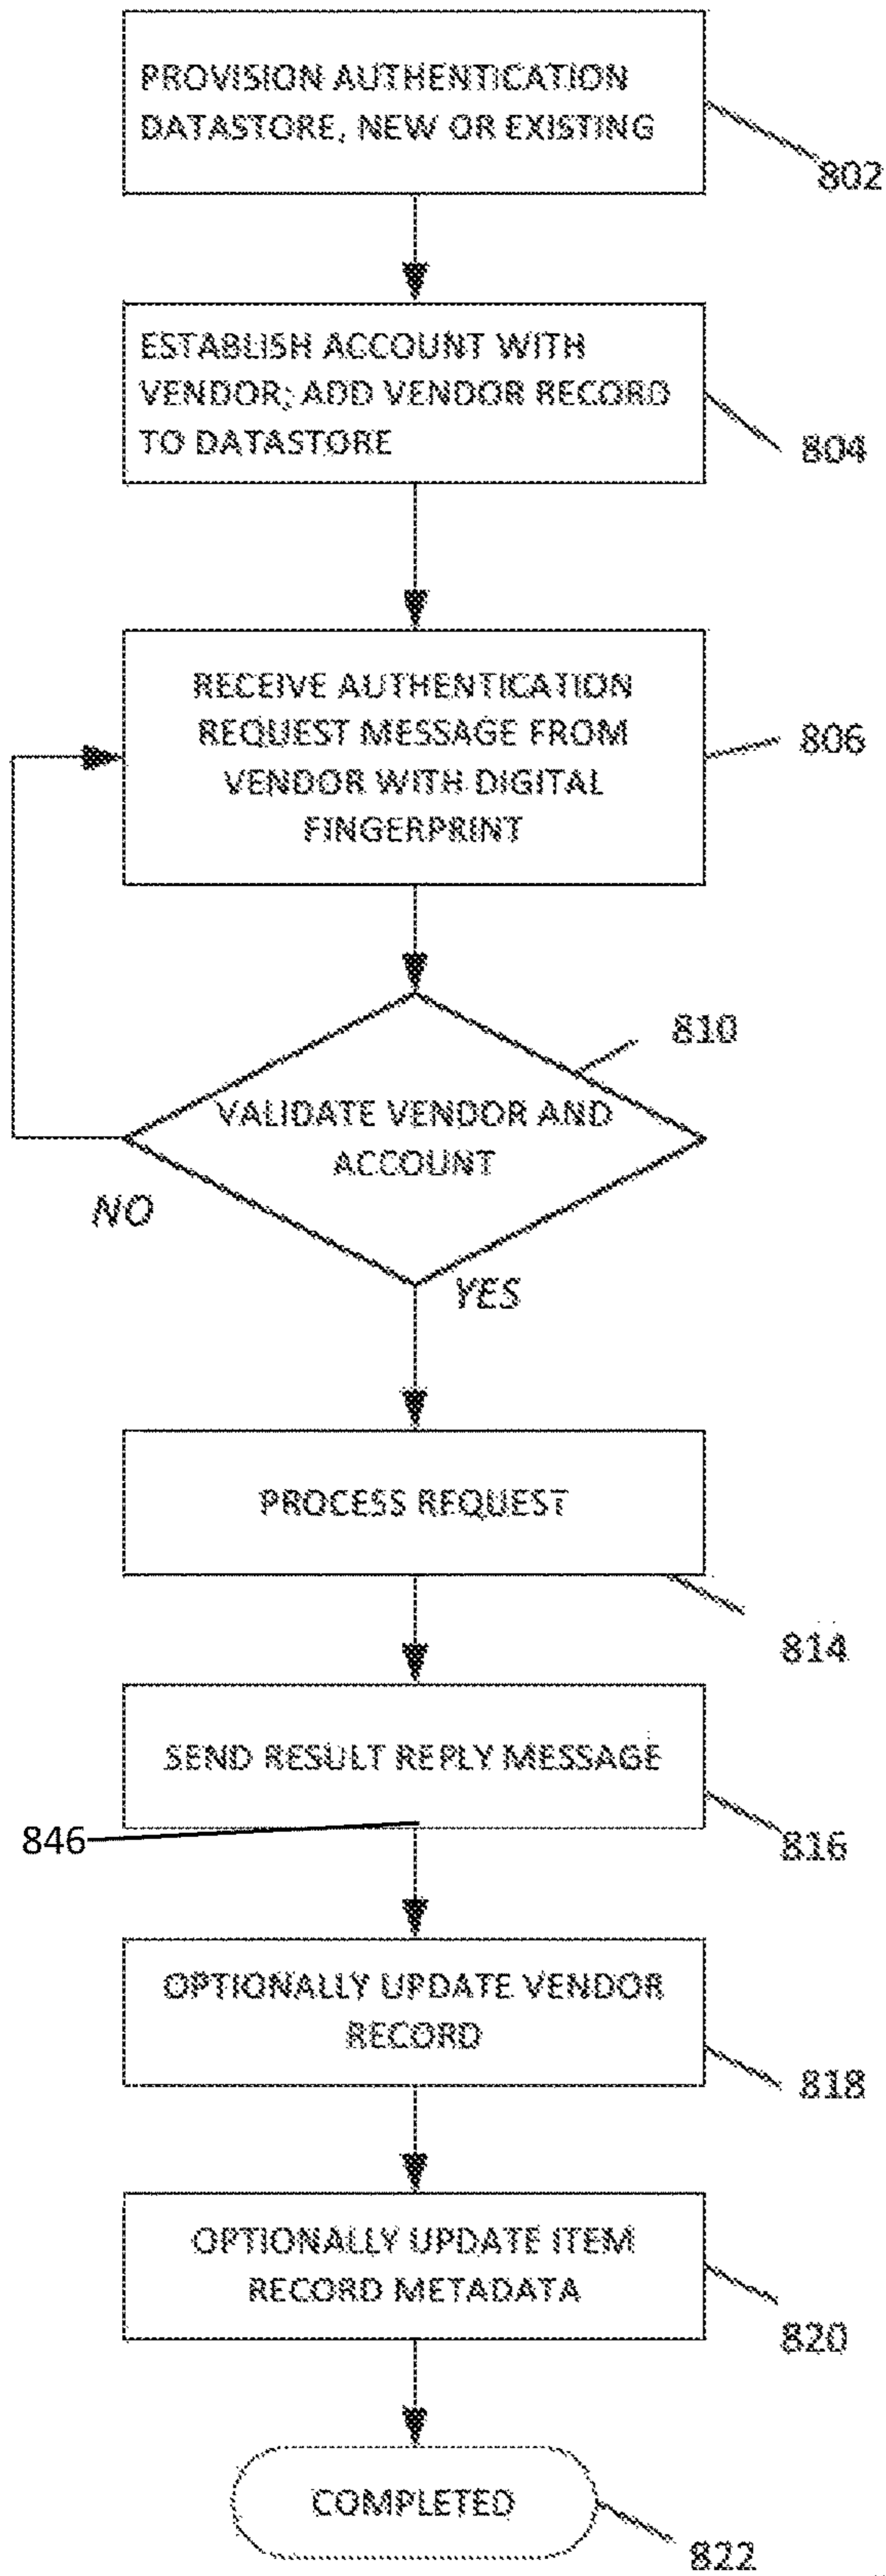 PROVISION AUTHENTICATION
DATASTORE, NEW OR EXISTING
802
ESTABLISH ACCOUNT WITH
VENDOR; ADD VENDOR RECORD
TO DATASTORE
804
RECEIVE AUTHENTICATION
REQUEST MESSAGE FROM
VENDOR WITH DIGITAL
FINGERPRINT
806
810
VALIDATE VENDOR AND
ACCOUNT
NO
YES
PROCESS REQUEST
814
SEND RESULT REPLY MESSAGE
846
816
OPTIONALLY UPDATE VENDOR
RECORD
818
OPTIONALLY UPDATE ITEM
RECORD METADATA
820
COMPLETED
822